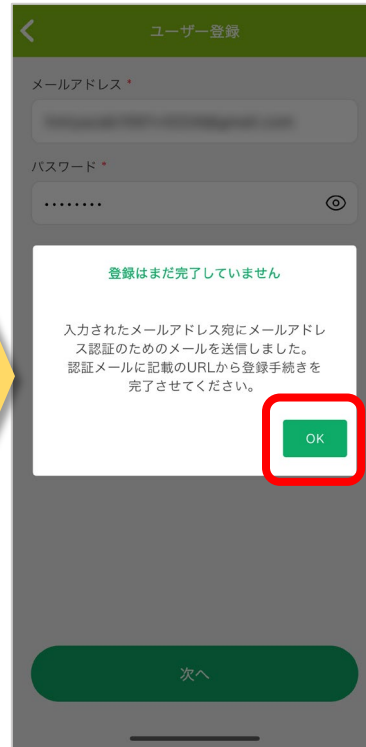 ユーザー登録
メールアドレス *
パスワード *
........
登録はまだ完了していません
入力されたメールアドレス宛にメールアドレ
ス認証のためのメールを送信しました。
認証メールに記載のURLから登録手続きを
完了させてください。
OK
次へ